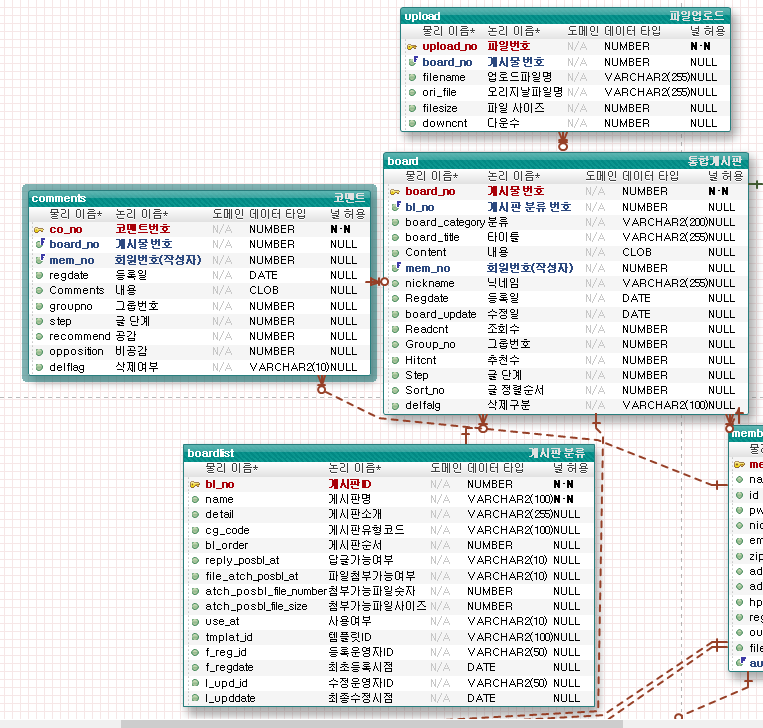 upload 파일업로드
물리 이름* 논리 이름* 도메인 데이터 타입 널 허용
upload_no 파일번호 N/A NUMBER N-N
board_no 게시물 번호 N/A NUMBER NULL
filename 업로드파일명 N/A VARCHAR2(255) NULL
ori_file 오리지날파일명 N/A VARCHAR2(255) NULL
filesize 파일 사이즈 N/A NUMBER NULL
downcnt 다운수 N/A NUMBER NULL
board 통합게시판
물리 이름* 논리 이름* 도메인 데이터 타입 널 허용
board_no 게시물 번호 N/A NUMBER N-N
bl_no 게시판 분류 번호 N/A NUMBER NULL
board_category 분류 N/A VARCHAR2(200) NULL
board_title 타이틀 N/A VARCHAR2(255) NULL
Content 내용 N/A CLOB NULL
mem_no 회원번호(작성자) N/A NUMBER NULL
nickname 닉네임 N/A VARCHAR2(255) NULL
Regdate 등록일 N/A DATE NULL
board_update 수정일 N/A DATE NULL
Readcnt 조회수 N/A NUMBER NULL
Group_no 그룹번호 N/A NUMBER NULL
Hitcnt 추천수 N/A NUMBER NULL
Step 글 단계 N/A NUMBER NULL
Sort_no 글 정렬순서 N/A NUMBER NULL
delfalg 삭제구분 N/A VARCHAR2(100) NULL
comments 코멘트
물리 이름* 논리 이름* 도메인 데이터 타입 널 허용
co_no 코멘트번호 N/A NUMBER N-N
board_no 게시물 번호 N/A NUMBER NULL
mem_no 회원번호(작성자) N/A NUMBER NULL
regdate 등록일 N/A DATE NULL
Comments 내용 N/A CLOB NULL
groupno 그룹번호 N/A NUMBER NULL
step 글 단계 N/A NUMBER NULL
recommend 공감 N/A NUMBER NULL
opposition 비공감 N/A NUMBER NULL
delflag 삭제여부 N/A VARCHAR2(10) NULL
boardlist 게시판 분류
물리 이름* 논리 이름* 도메인 데이터 타입 널 허용
bl_no 게시판ID N/A NUMBER N-N
name 게시판명 N/A VARCHAR2(100) N-N
detail 게시판소개 N/A VARCHAR2(255) NULL
cg_code 게시판유형코드 N/A VARCHAR2(100) NULL
bl_order 게시판순서 N/A NUMBER NULL
reply_posbl_at 답글가능여부 N/A VARCHAR2(10) NULL
file_atch_posbl_at 파일첨부가능여부 N/A VARCHAR2(10) NULL
atch_posbl_file_number 첨부가능파일숫자 N/A NUMBER NULL
atch_posbl_file_size 첨부가능파일사이즈 N/A NUMBER NULL
use_at 사용여부 N/A VARCHAR2(10) NULL
tmplat_id 템플릿ID N/A VARCHAR2(100) NULL
f_reg_id 등록운영자ID N/A VARCHAR2(50) NULL
f_regdate 최초등록시점 N/A DATE NULL
l_upd_id 수정운영자ID N/A VARCHAR2(50) NULL
l_upddate 최종수정시점 N/A DATE NULL
memb
물
me
na
id
pw
nic
em
zip
ad
ad
hp
reg
ou
file
au